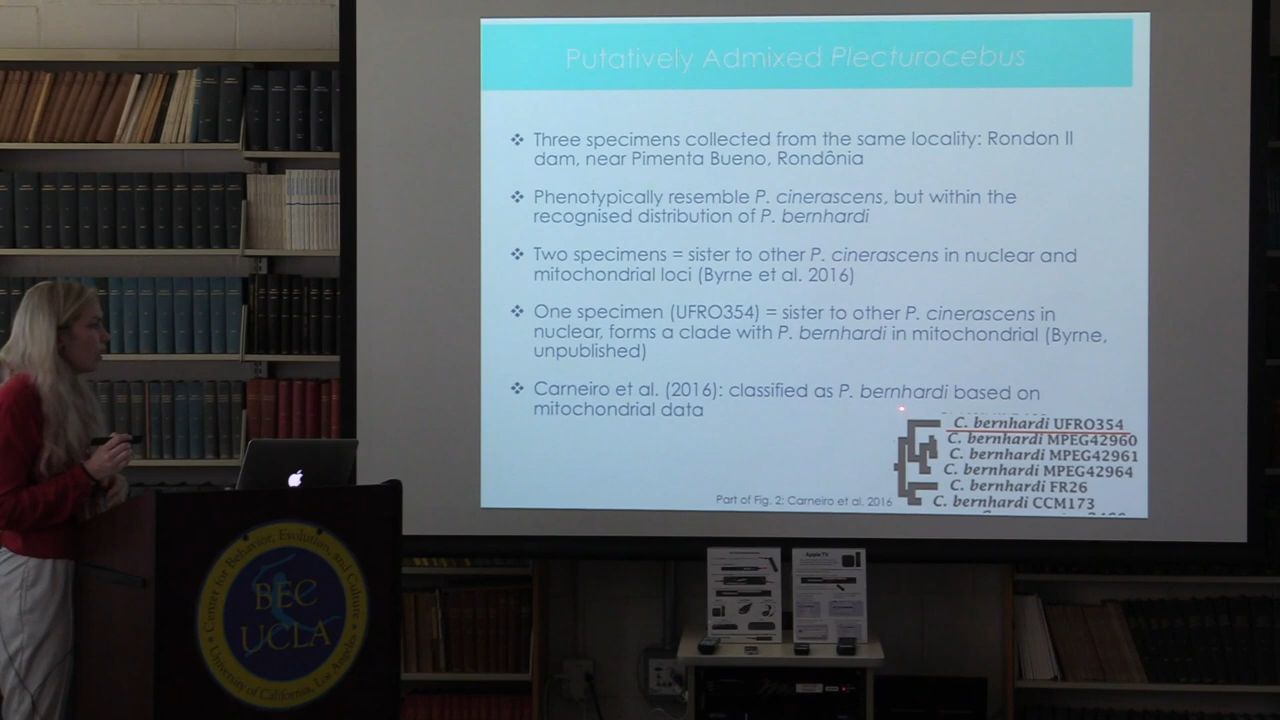 Putatively Admixed Plecturocebus
❖ Three specimens collected from the same locality: Rondon II
dam, near Pimenta Bueno, Rondônia
❖ Phenotypically resemble P. cinerascens, but within the
recognised distribution of P. bernhardi
❖ Two specimens = sister to other P. cinerascens in nuclear and
mitochondrial loci (Byrne et al. 2016)
❖ One specimen (UFRO354) = sister to other P. cinerascens in
nuclear, forms a clade with P. bernhardi in mitochondrial (Byrne,
unpublished)
❖ Carneiro et al. (2016): classified as P. bernhardi based on
mitochondrial data
C. bernhardi UFRO354
C. bernhardi MPEG42960
C. bernhardi MPEG42961
C. bernhardi MPEG42964
C. bernhardi FR26
C. bernhardi CCM173
Part of Fig. 2: Carneiro et al. 2016
Center for Behavior, Evolution, and Culture
BEC
UCLA
University of California, Los Angeles
Apple TV